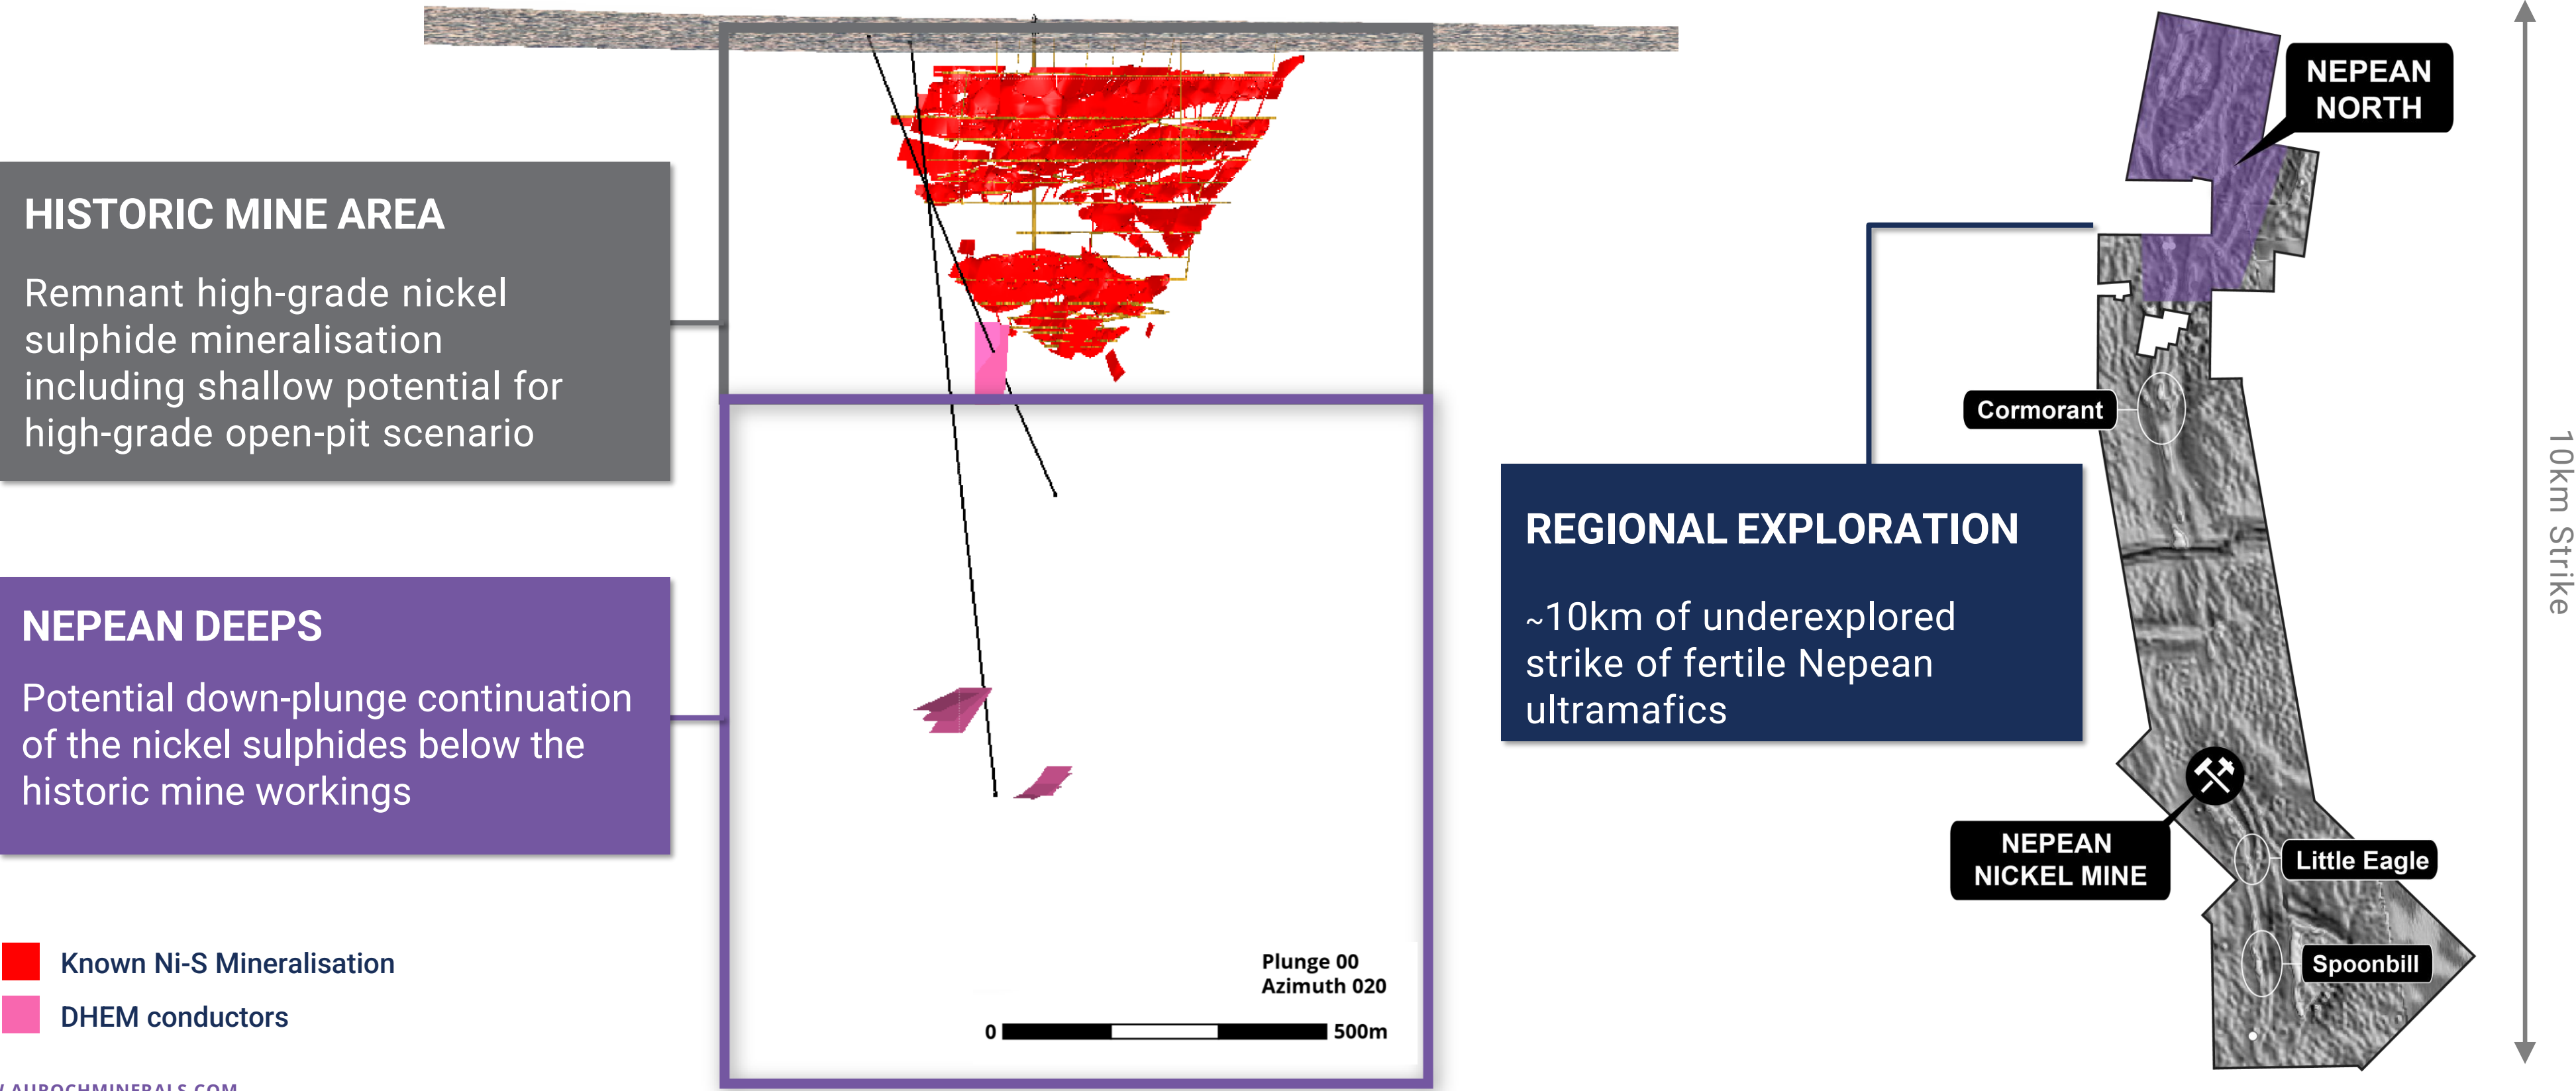 HISTORIC MINE AREA
Remnant high-grade nickel
sulphide mineralisation
including shallow potential for
high-grade open-pit scenario
NEPEAN DEEPS
Potential down-plunge continuation
of the nickel sulphides below the
historic mine workings
Known Ni-S Mineralisation
DHEM conductors
Plunge 00
Azimuth 020
0 500m
REGIONAL EXPLORATION
~10km of underexplored
strike of fertile Nepean
ultramafics
NEPEAN
NORTH
Cormorant
NEPEAN
NICKEL MINE
Little Eagle
Spoonbill
10km Strike
AUROCHMINERALS.COM